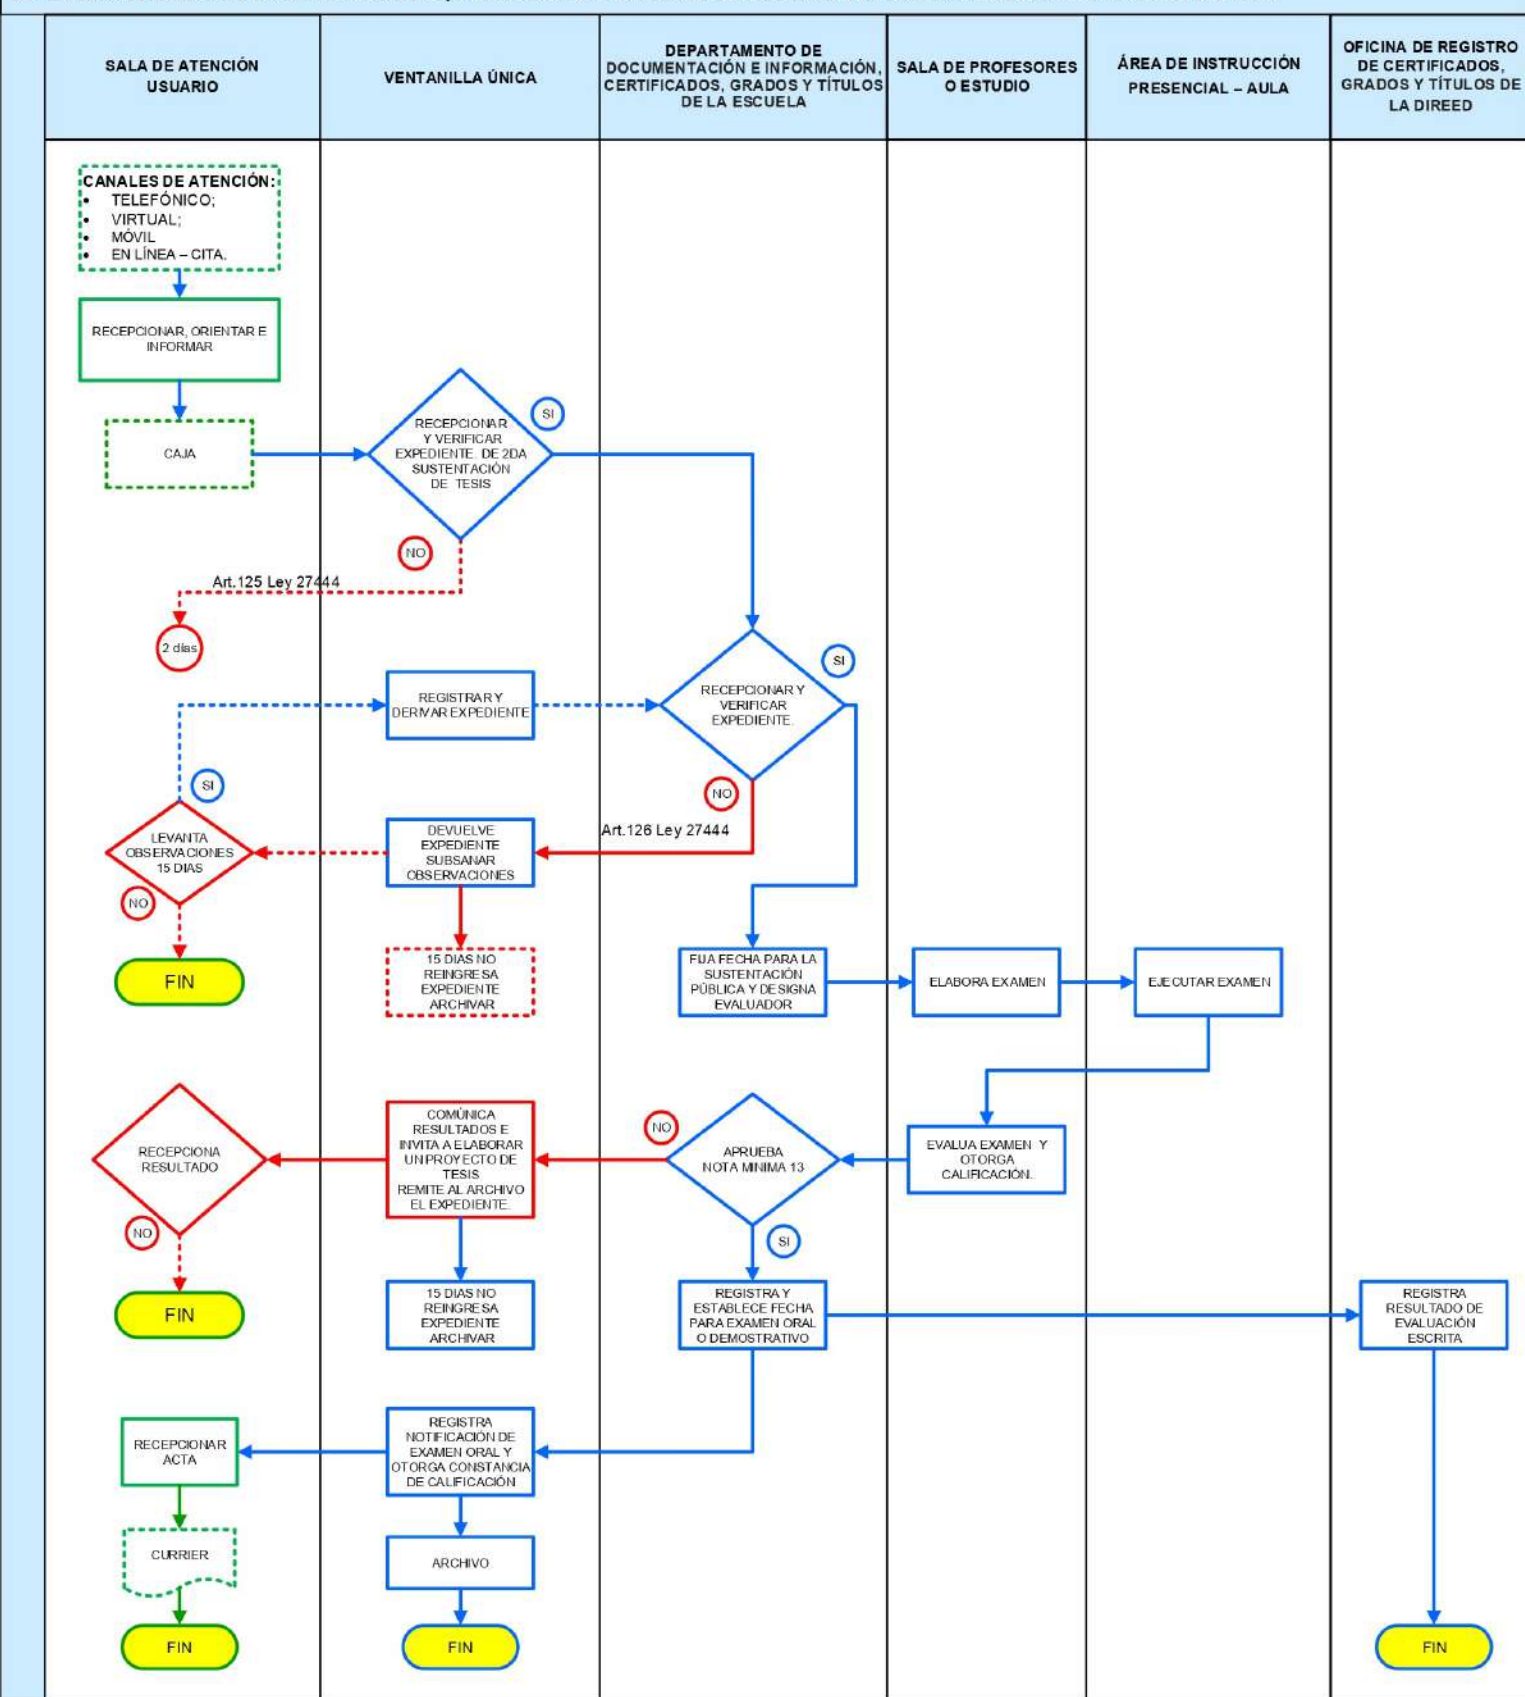 SALA DE ATENCIÓN
USUARIO
VENTANILLA ÚNICA
DEPARTAMENTO DE
DOCUMENTACIÓN E INFORMACIÓN,
CERTIFICADOS, GRADOS Y TÍTULOS
DE LA ESCUELA
SALA DE PROFESORES
O ESTUDIO
ÁREA DE INSTRUCCIÓN
PRESENCIAL – AULA
OFICINA DE REGISTRO
DE CERTIFICADOS,
GRADOS Y TÍTULOS DE
LA DIREED
CANALES DE ATENCIÓN:
• TELEFÓNICO;
• VIRTUAL;
• MÓVIL
• EN LÍNEA – CITA.
RECEPCIONAR, ORIENTAR E
INFORMAR
CAJA
RECEPCIONAR
Y VERIFICAR
EXPEDIENTE. DE 2DA
SUSTENTACIÓN
DE TESIS
SI
NO
Art.125 Ley 27444
2 días
REGISTRAR Y
DERIVAR EXPEDIENTE
RECEPCIONAR Y
VERIFICAR
EXPEDIENTE.
SI
NO
Art.126 Ley 27444
SI
LEVANTA
OBSERVACIONES
15 DIAS
NO
FIN
DEVUELVE
EXPEDIENTE
SUBSANAR
OBSERVACIONES
15 DIAS NO
REINGRESA
EXPEDIENTE
ARCHIVAR
FIJA FECHA PARA LA
SUSTENTACIÓN
PÚBLICA Y DESIGNA
EVALUADOR
ELABORA EXAMEN
EJECUTAR EXAMEN
RECEPCIONA
RESULTADO
NO
FIN
COMÚNICA
RESULTADOS E
INVITA A ELABORAR
UN PROYECTO DE
TESIS
REMITE AL ARCHIVO
EL EXPEDIENTE.
NO
APRUEBA
NOTA MINIMA 13
SI
EVALUA EXAMEN Y
OTORGA
CALIFICACIÓN.
15 DIAS NO
REINGRESA
EXPEDIENTE
ARCHIVAR
REGISTRA Y
ESTABLECE FECHA
PARA EXAMEN ORAL
O DEMOSTRATIVO
REGISTRA
RESULTADO DE
EVALUACIÓN
ESCRITA
RECEPCIONAR
ACTA
REGISTRA
NOTIFICACIÓN DE
EXAMEN ORAL Y
OTORGA CONSTANCIA
DE CALIFICACIÓN
CURRIER
ARCHIVO
FIN
FIN
FIN